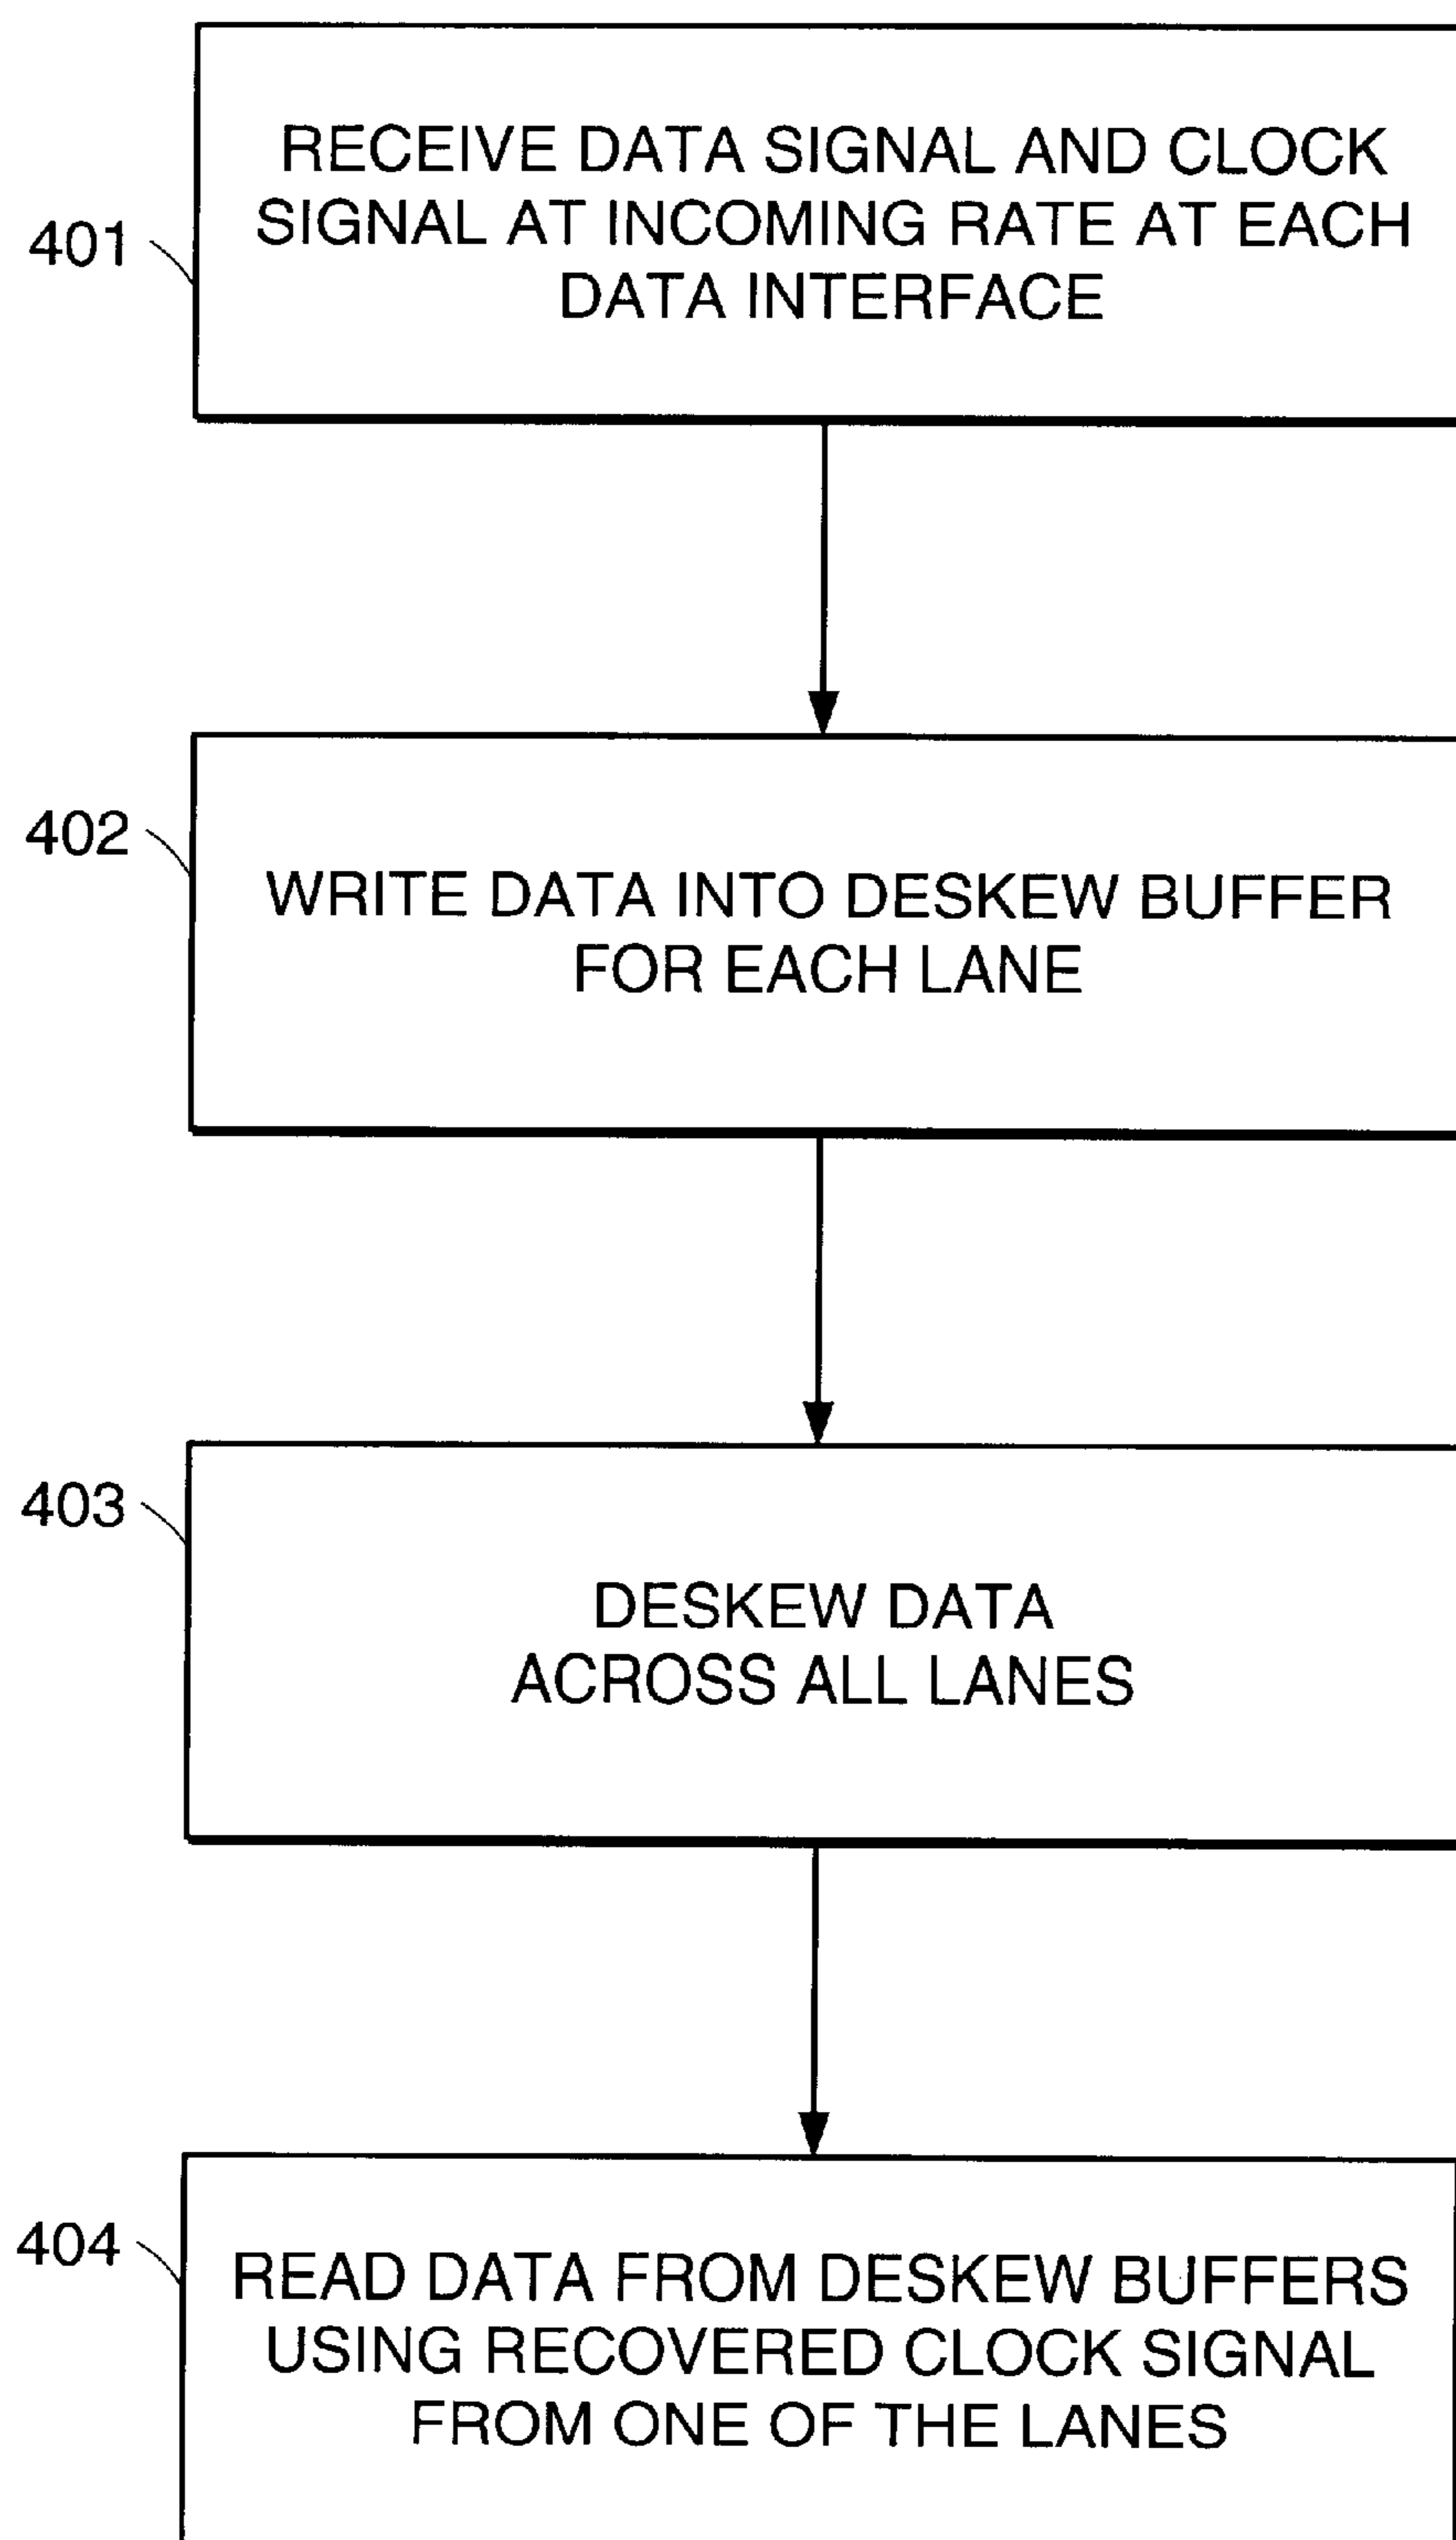 RECEIVE DATA SIGNAL AND CLOCK
SIGNAL AT INCOMING RATE AT EACH
DATA INTERFACE
401
402
WRITE DATA INTO DESKEW BUFFER
FOR EACH LANE
403
DESKEW DATA
ACROSS ALL LANES
404
READ DATA FROM DESKEW BUFFERS
USING RECOVERED CLOCK SIGNAL
FROM ONE OF THE LANES